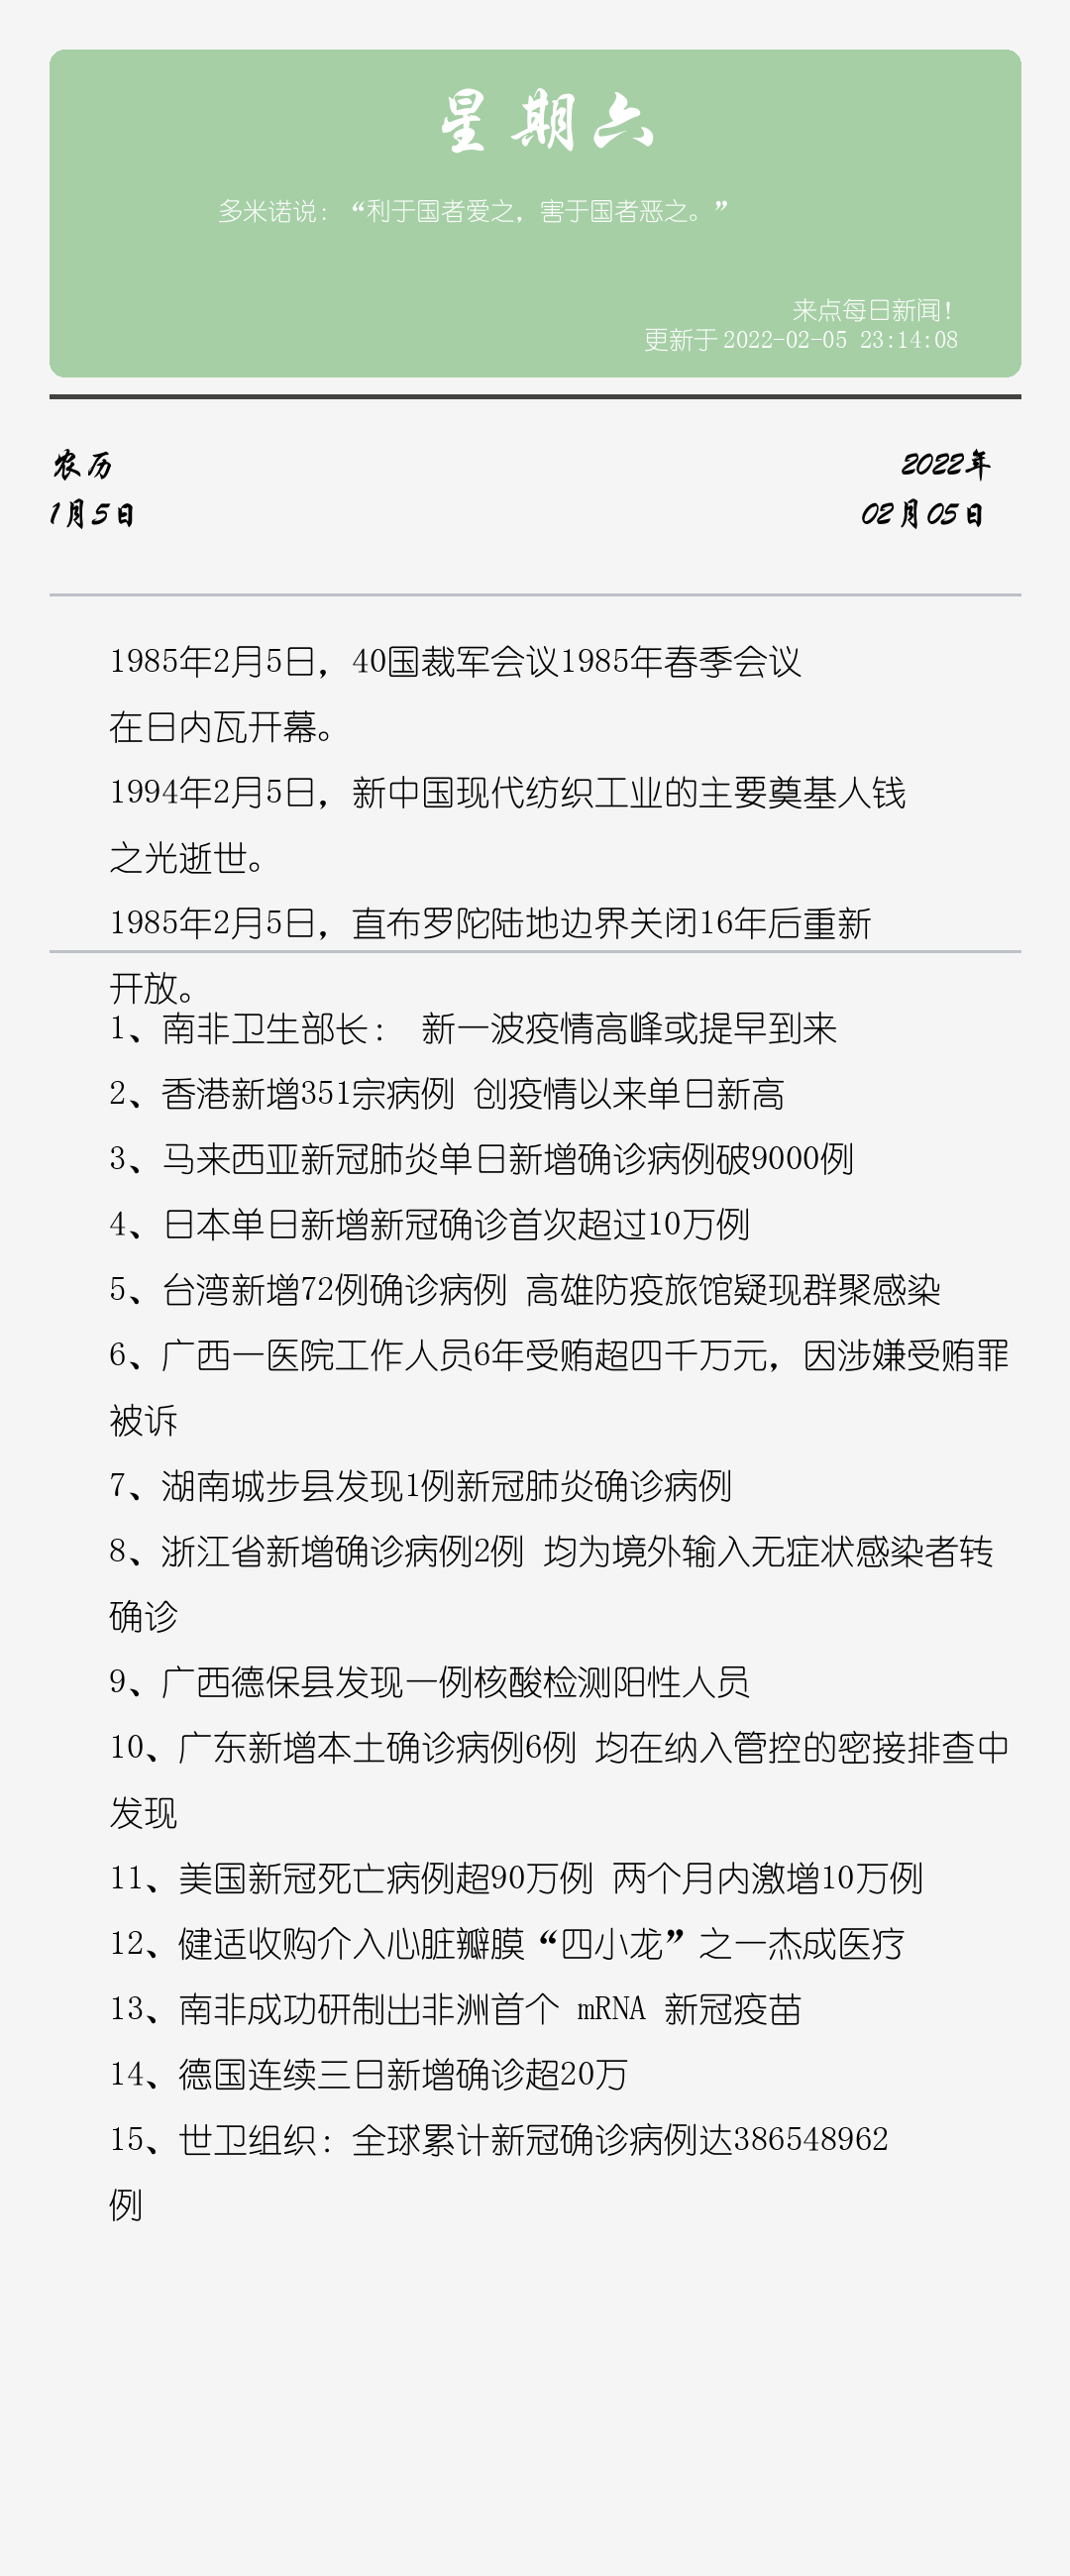 星期六
多米诺说：“利于国者爱之，害于国者恶之。”
来点每日新闻！
更新于 2022-02-05 23:14:08
农历
2022年
1月5日
02月05日
1985年2月5日，40国裁军会议1985年春季会议
在日内瓦开幕。
1994年2月5日，新中国现代纺织工业的主要奠基人钱
之光逝世。
1985年2月5日，直布罗陀陆地边界关闭16年后重新
开放。
1、南非卫生部长： 新一波疫情高峰或提早到来
2、香港新增351宗病例 创疫情以来单日新高
3、马来西亚新冠肺炎单日新增确诊病例破9000例
4、日本单日新增新冠确诊首次超过10万例
5、台湾新增72例确诊病例 高雄防疫旅馆疑现群聚感染
6、广西一医院工作人员6年受贿超四千万元，因涉嫌受贿罪
被诉
7、湖南城步县发现1例新冠肺炎确诊病例
8、浙江省新增确诊病例2例 均为境外输入无症状感染者转
确诊
9、广西德保县发现一例核酸检测阳性人员
10、广东新增本土确诊病例6例 均在纳入管控的密接排查中
发现
11、美国新冠死亡病例超90万例 两个月内激增10万例
12、健适收购介入心脏瓣膜“四小龙”之一杰成医疗
13、南非成功研制出非洲首个 mRNA 新冠疫苗
14、德国连续三日新增确诊超20万
15、世卫组织：全球累计新冠确诊病例达386548962
例